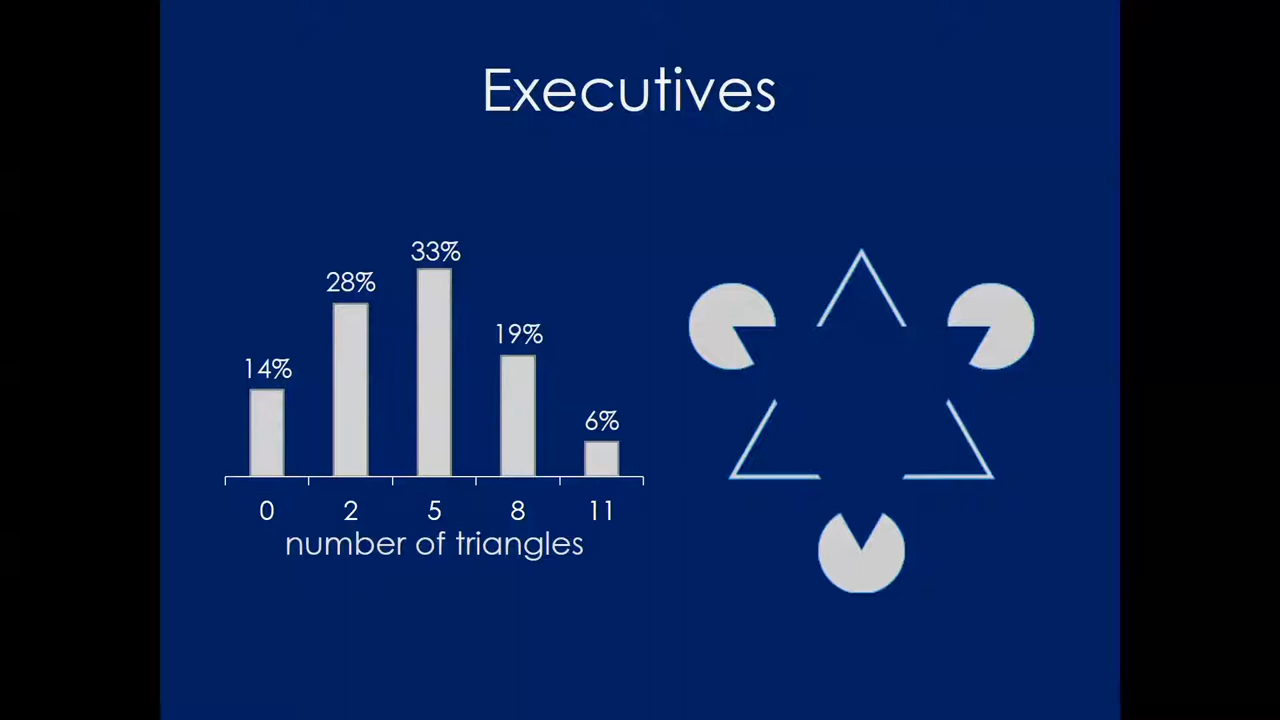 Executives
33%
28%
19%
14%
6%
0 2 5 8 11
number of triangles